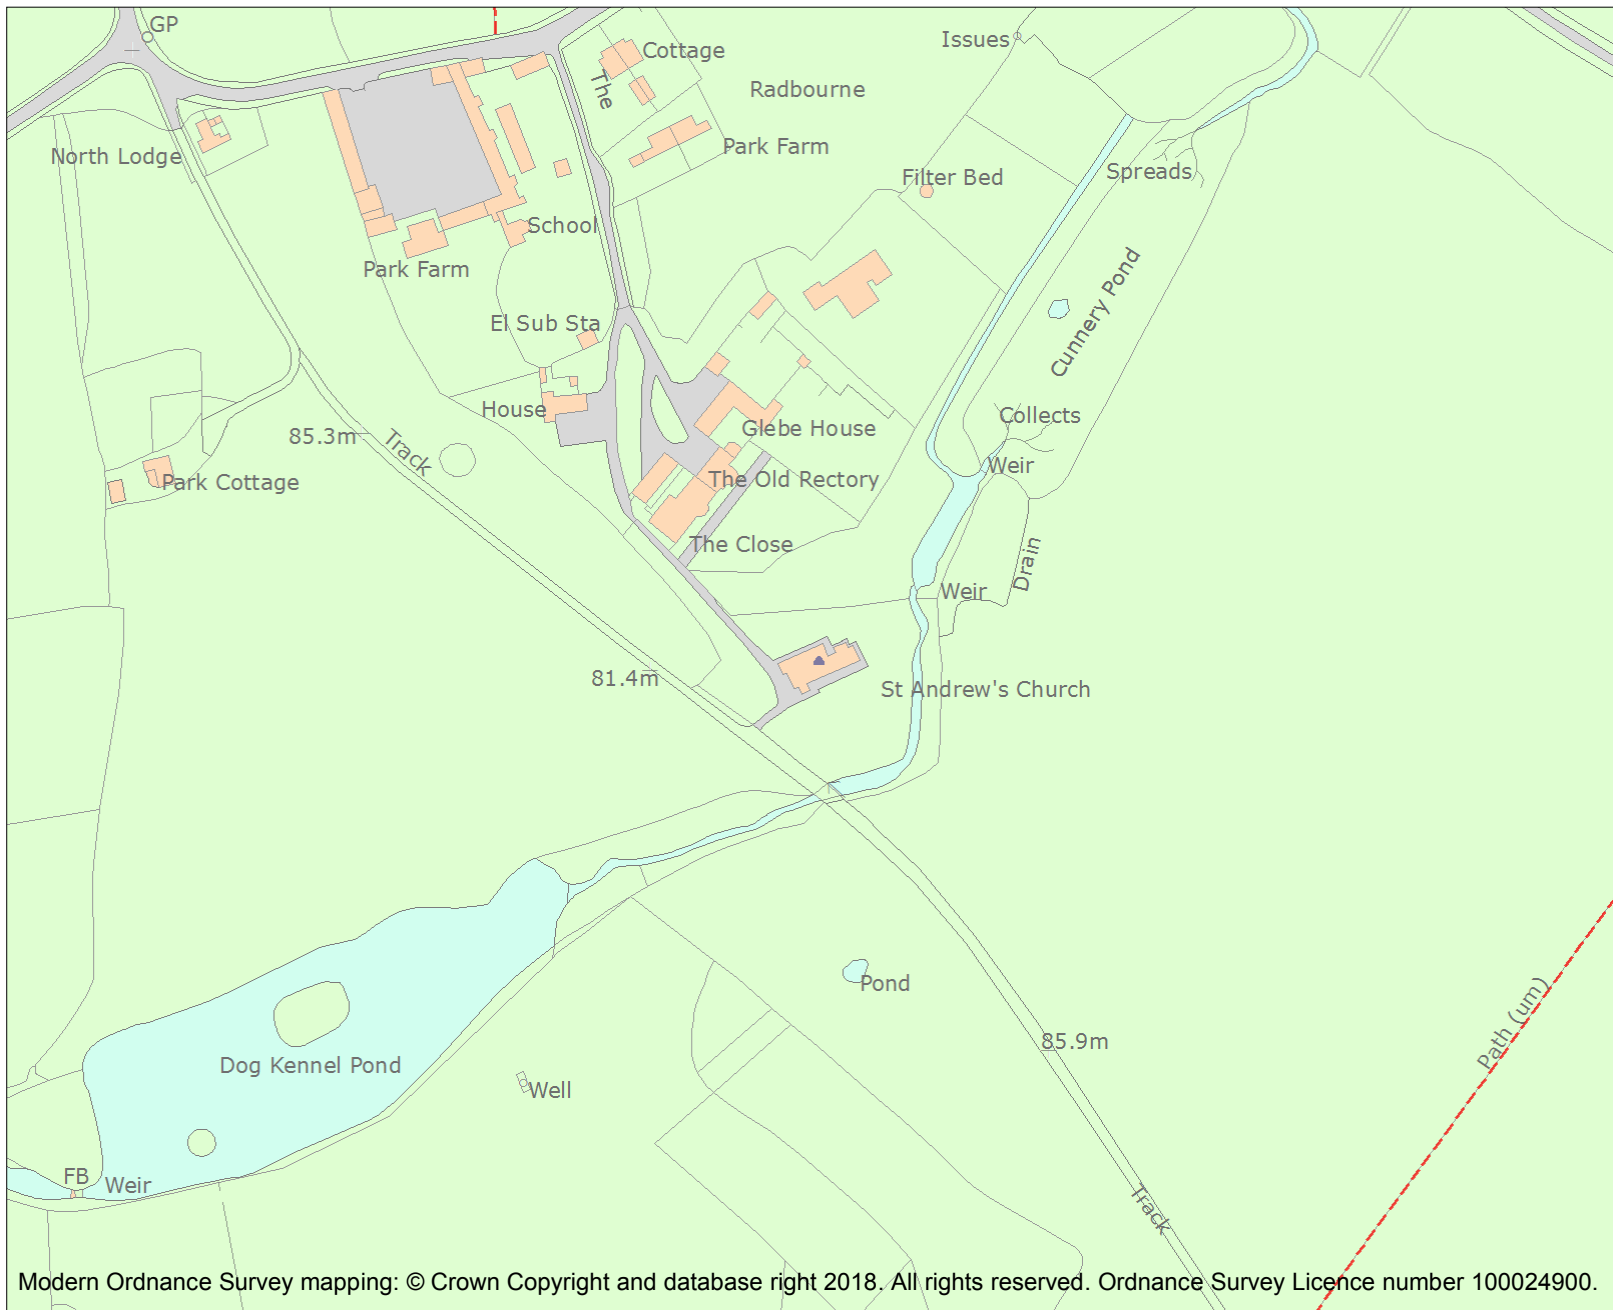 GP
Cottage
Issues
The
Radbourne
North Lodge
Park Farm
Filter Bed
Spreads
School
Park Farm
Cunnery Pond
El Sub Sta
House
Collects
85.3m
Track
Glebe House
Weir
Park Cottage
The Old Rectory
The Close
Drain
Weir
81.4m
St Andrew's Church
Pond
Path (um)
85.9m
Dog Kennel Pond
Well
FB
Weir
Track
Modern Ordnance Survey mapping: © Crown Copyright and database right 2018. All rights reserved. Ordnance Survey Licence number 100024900.